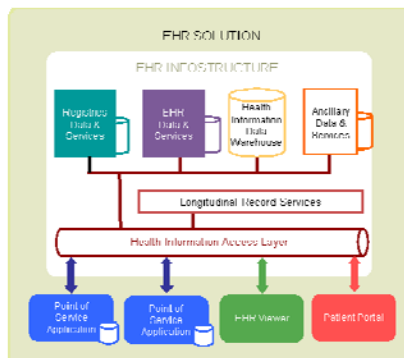 EHR SOLUTION
EHR INFOSTRUCTURE
Registries
Data &
Services
EHR
Data &
Services
Health
Information
Data
Warehouse
Ancillary
Data &
Services
Longitudinal Record Services
Health Information Access Layer
Point of
Service
Application
Point of
Service
Application
EHR Viewer
Patient Portal